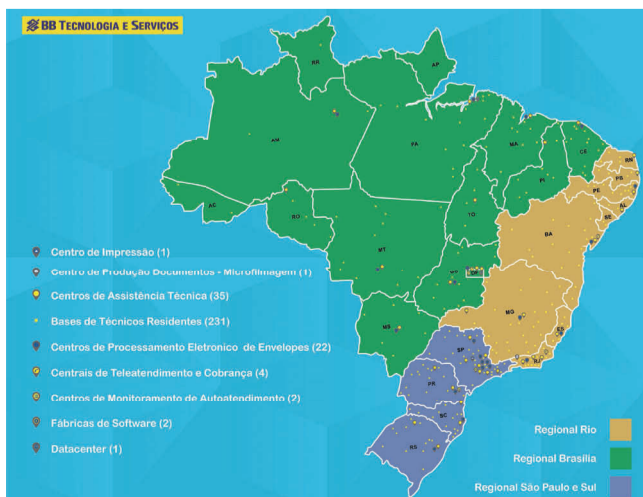 BB TECNOLOGIA E SERVIÇOS
RR
AP
AM
PA
MA
CE
RN
PB
PE
PI
AL
SE
AC
RO
TO
BA
MT
MG
ES
MS
SP
RJ
PR
SC
RS
Centro de Impressão (1)
Centro de Produção Documentos - Microfilmagem (1)
Centros de Assistência Técnica (35)
Bases de Técnicos Residentes (231)
Centros de Processamento Eletronico de Envelopes (22)
Centrais de Teleatendimento e Cobrança (4)
Centros de Monitoramento de Autoatendimento (2)
Fábricas de Software (2)
Datacenter (1)
Regional Rio
Regional Brasília
Regional São Paulo e Sul